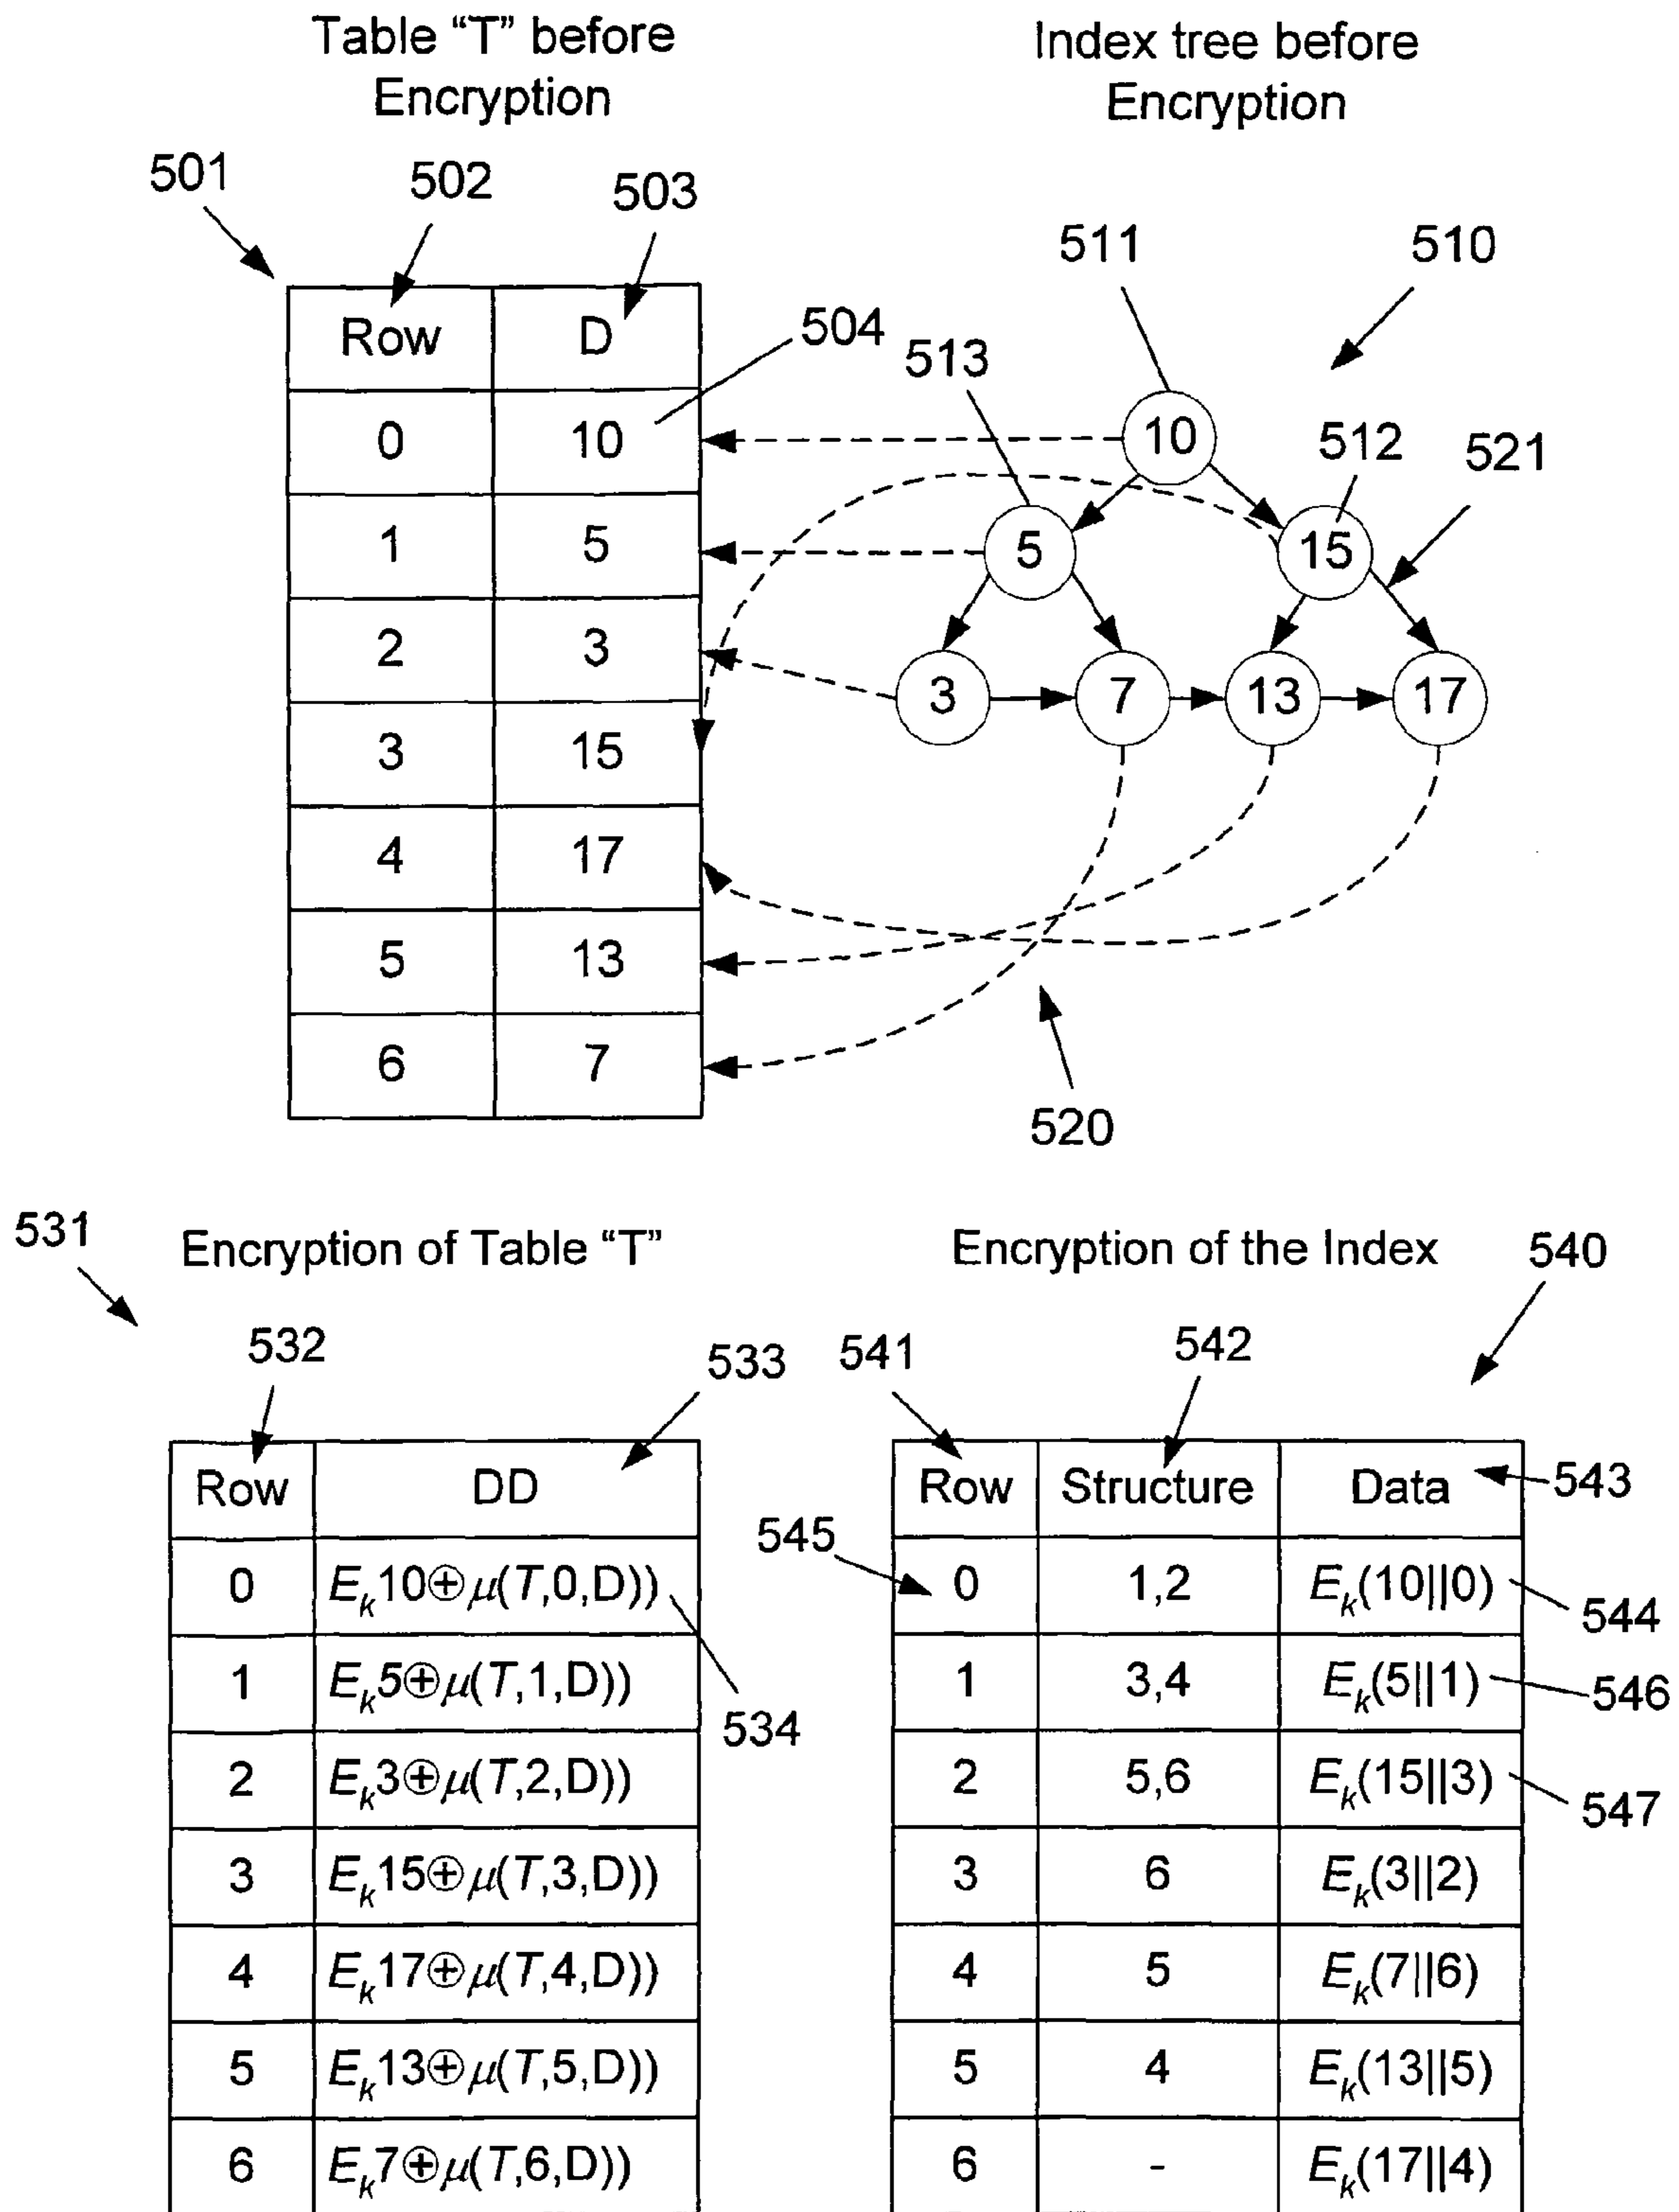 Table “T” before
Encryption
Index tree before
Encryption
501
502
503
511
510
Row
D
504
513
512
521
0
10
10
1
5
5
15
2
3
3
7
13
17
3
15
4
17
5
13
6
7
520
531
Encryption of Table “T”
Encryption of the Index
540
532
533
541
542
Row
DD
Row
Structure
Data
543
545
0
E_k10⊕μ(T,0,D))
0
1,2
E_k(10||0)
544
1
E_k5⊕μ(T,1,D))
534
1
3,4
E_k(5||1)
546
2
E_k3⊕μ(T,2,D))
2
5,6
E_k(15||3)
547
3
E_k15⊕μ(T,3,D))
3
6
E_k(3||2)
4
E_k17⊕μ(T,4,D))
4
5
E_k(7||6)
5
E_k13⊕μ(T,5,D))
5
4
E_k(13||5)
6
E_k7⊕μ(T,6,D))
6
-
E_k(17||4)